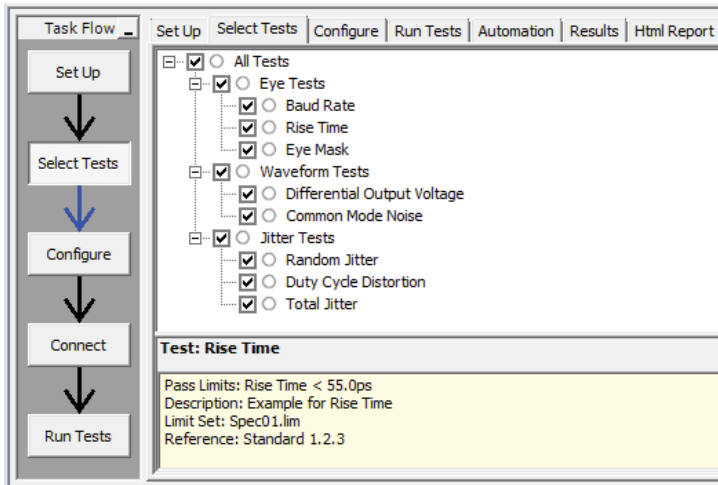 Task Flow
Set Up
Select Tests
Configure
Connect
Run Tests
Set Up Select Tests Configure Run Tests Automation Results Html Report
All Tests
Eye Tests
Baud Rate
Rise Time
Eye Mask
Waveform Tests
Differential Output Voltage
Common Mode Noise
Jitter Tests
Random Jitter
Duty Cycle Distortion
Total Jitter
Test: Rise Time
Pass Limits: Rise Time < 55.0ps
Description: Example for Rise Time
Limit Set: Spec01.lim
Reference: Standard 1.2.3